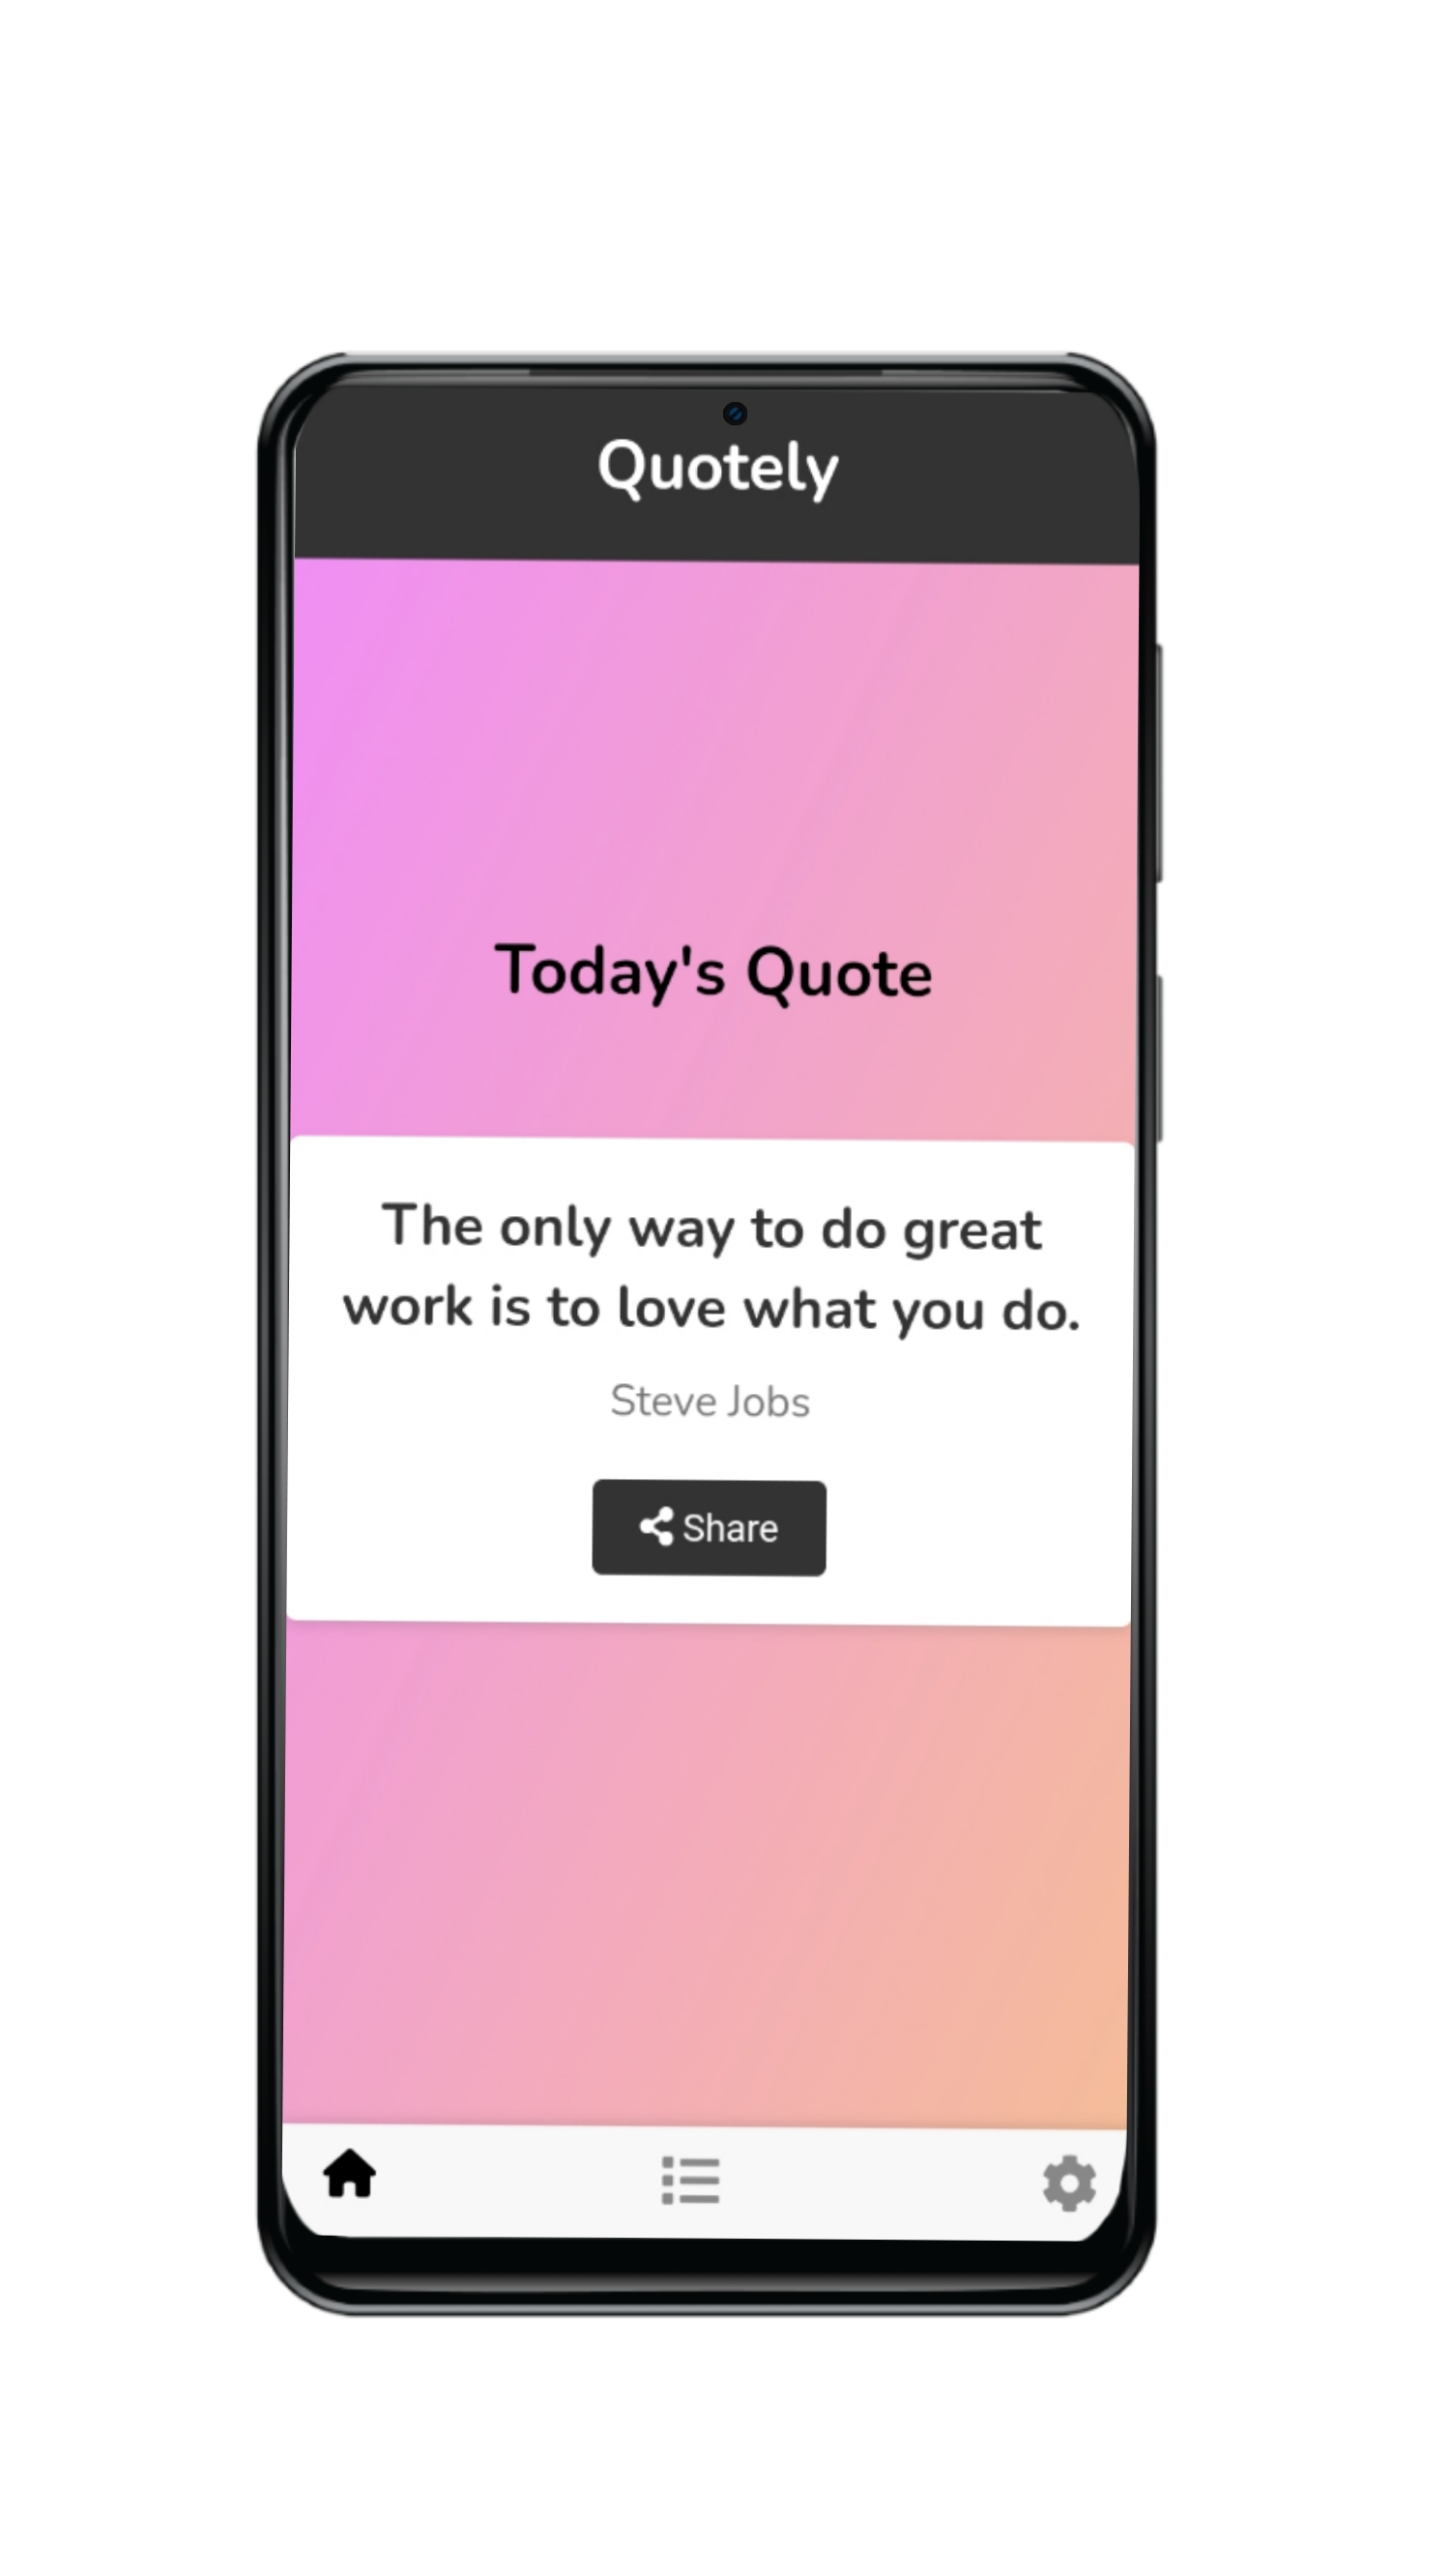 Quotely
Today's Quote
The only way to do great
work is to love what you do.
Steve Jobs
Share